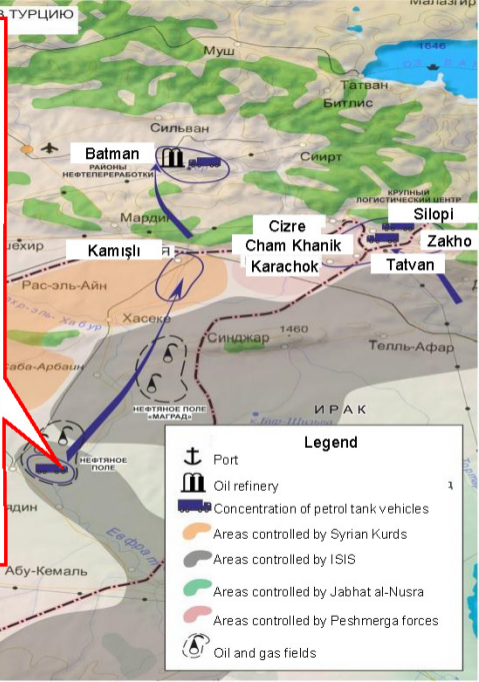 В ТУРЦИЮ
Малазгир
Муш
1646
Татван
Битлис
Сильван
Batman
РАЙОНЫ
НЕФТЕПЕРЕРАБОТКИ
Сиирт
КРУПНЫЙ
ЛОГИСТИЧЕСКИЙ ЦЕНТР
Мардин
Silopi
Cizre
Zakho
Cham Khanik
Kamışlı
Karachok
Tatvan
Рас-эль-Айн
Хасеке
Синджар
1460
Телль-Афар
НЕФТЯНОЕ ПОЛЕ
«МАГРАД»
ИРАК
НЕФТЯНОЕ
ПОЛЕ
Legend
Port
Oil refinery
Concentration of petrol tank vehicles
Areas controlled by Syrian Kurds
Areas controlled by ISIS
Areas controlled by Jabhat al-Nusra
Areas controlled by Peshmerga forces
Oil and gas fields
Евфрат
Абу-Кемаль